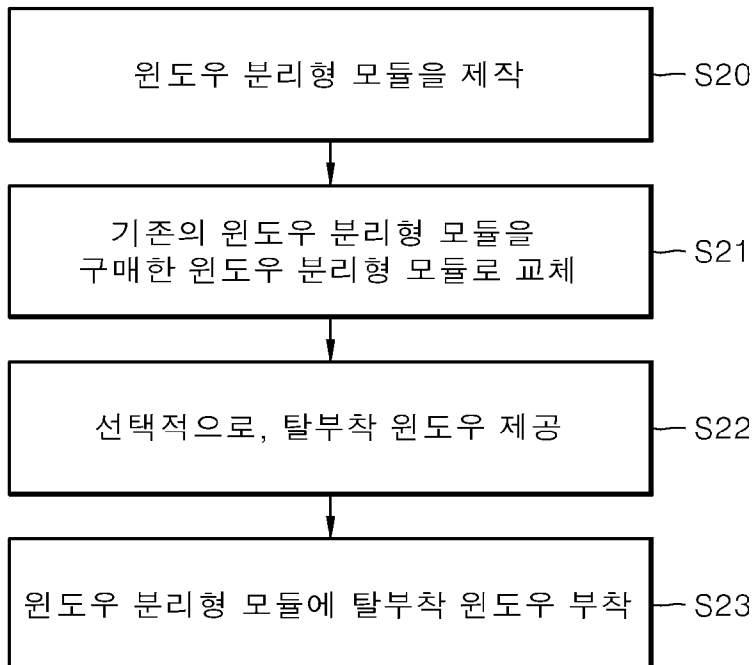 윈도우 분리형 모듈을 제작
S20
기존의 윈도우 분리형 모듈을
구매한 윈도우 분리형 모듈로 교체
S21
선택적으로, 탈부착 윈도우 제공
S22
윈도우 분리형 모듈에 탈부착 윈도우 부착
S23